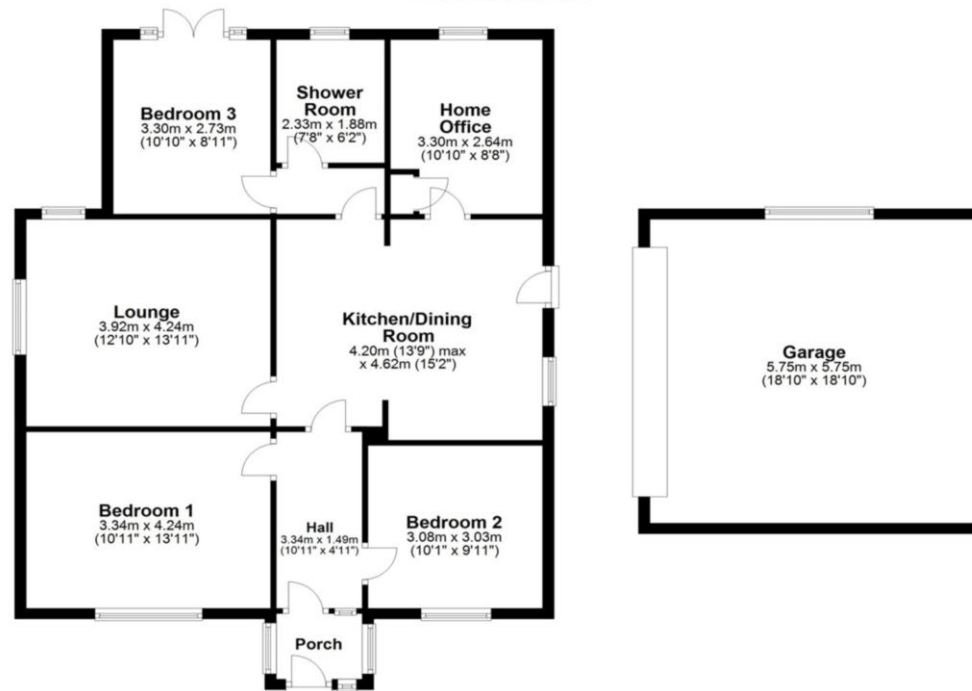 Bedroom 3
3.30m x 2.73m
(10'10" x 8'11")
Shower
Room
2.33m x 1.88m
(7'8" x 6'2")
Home
Office
3.30m x 2.64m
(10'10" x 8'8")
Lounge
3.92m x 4.24m
(12'10" x 13'11")
Kitchen/Dining
Room
4.20m (13'9") max
x 4.62m (15'2")
Garage
5.75m x 5.75m
(18'10" x 18'10")
Bedroom 1
3.34m x 4.24m
(10'11" x 13'11")
Hall
3.34m x 1.49m
(10'11" x 4'11")
Bedroom 2
3.08m x 3.03m
(10'1" x 9'11")
Porch